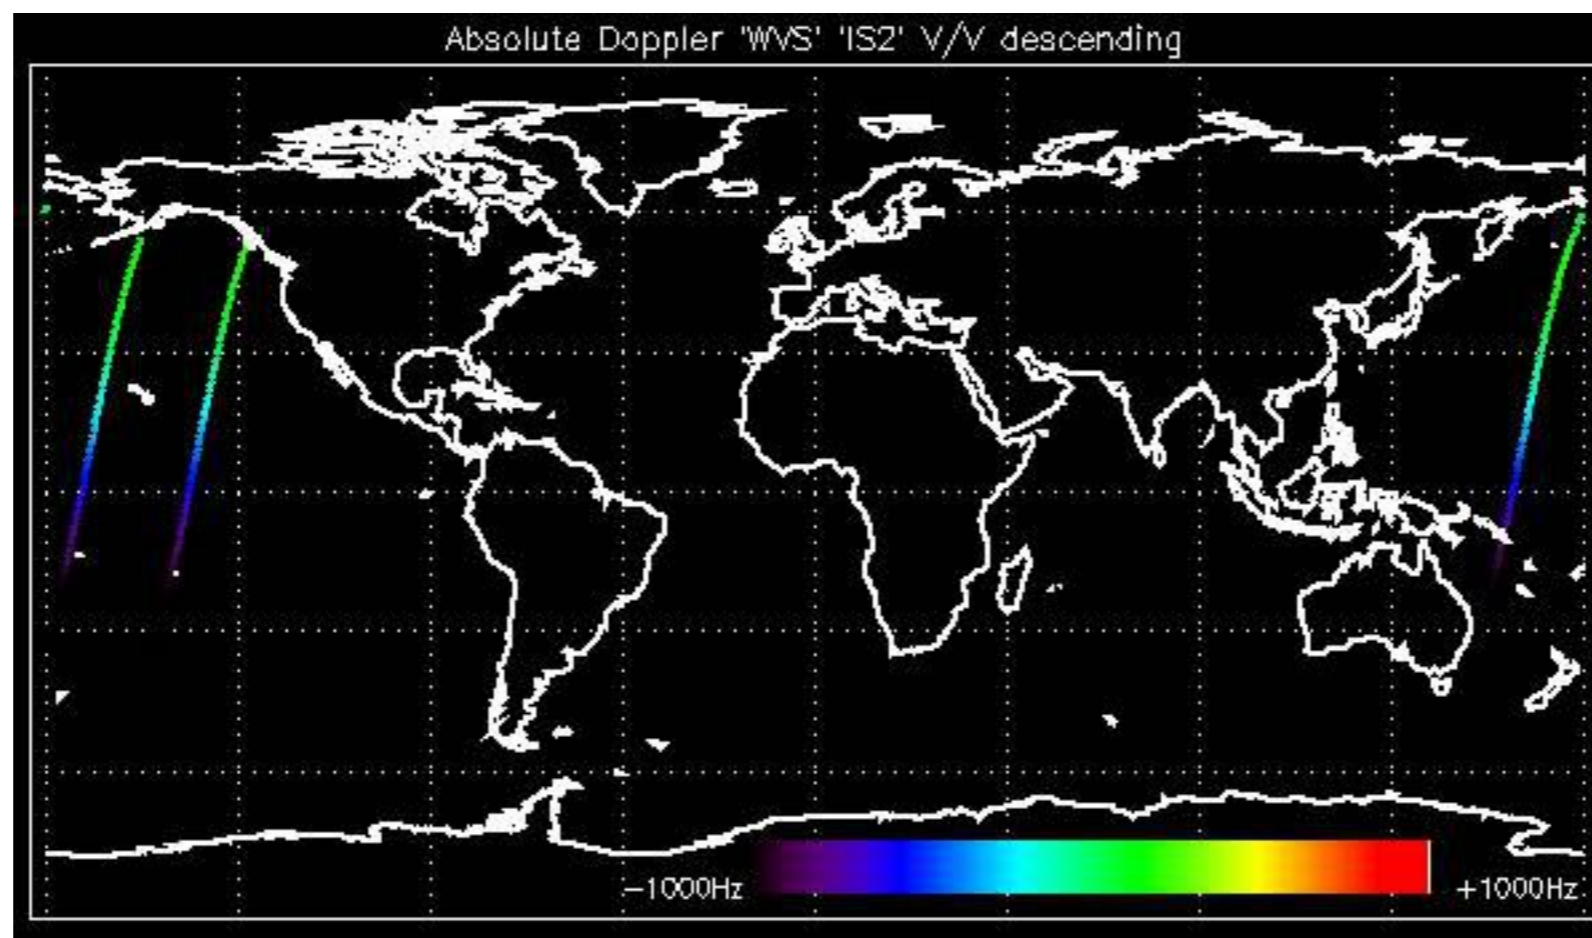 Absolute Doppler 'WVS' 'IS2' V/V descending
-1000Hz
+1000Hz